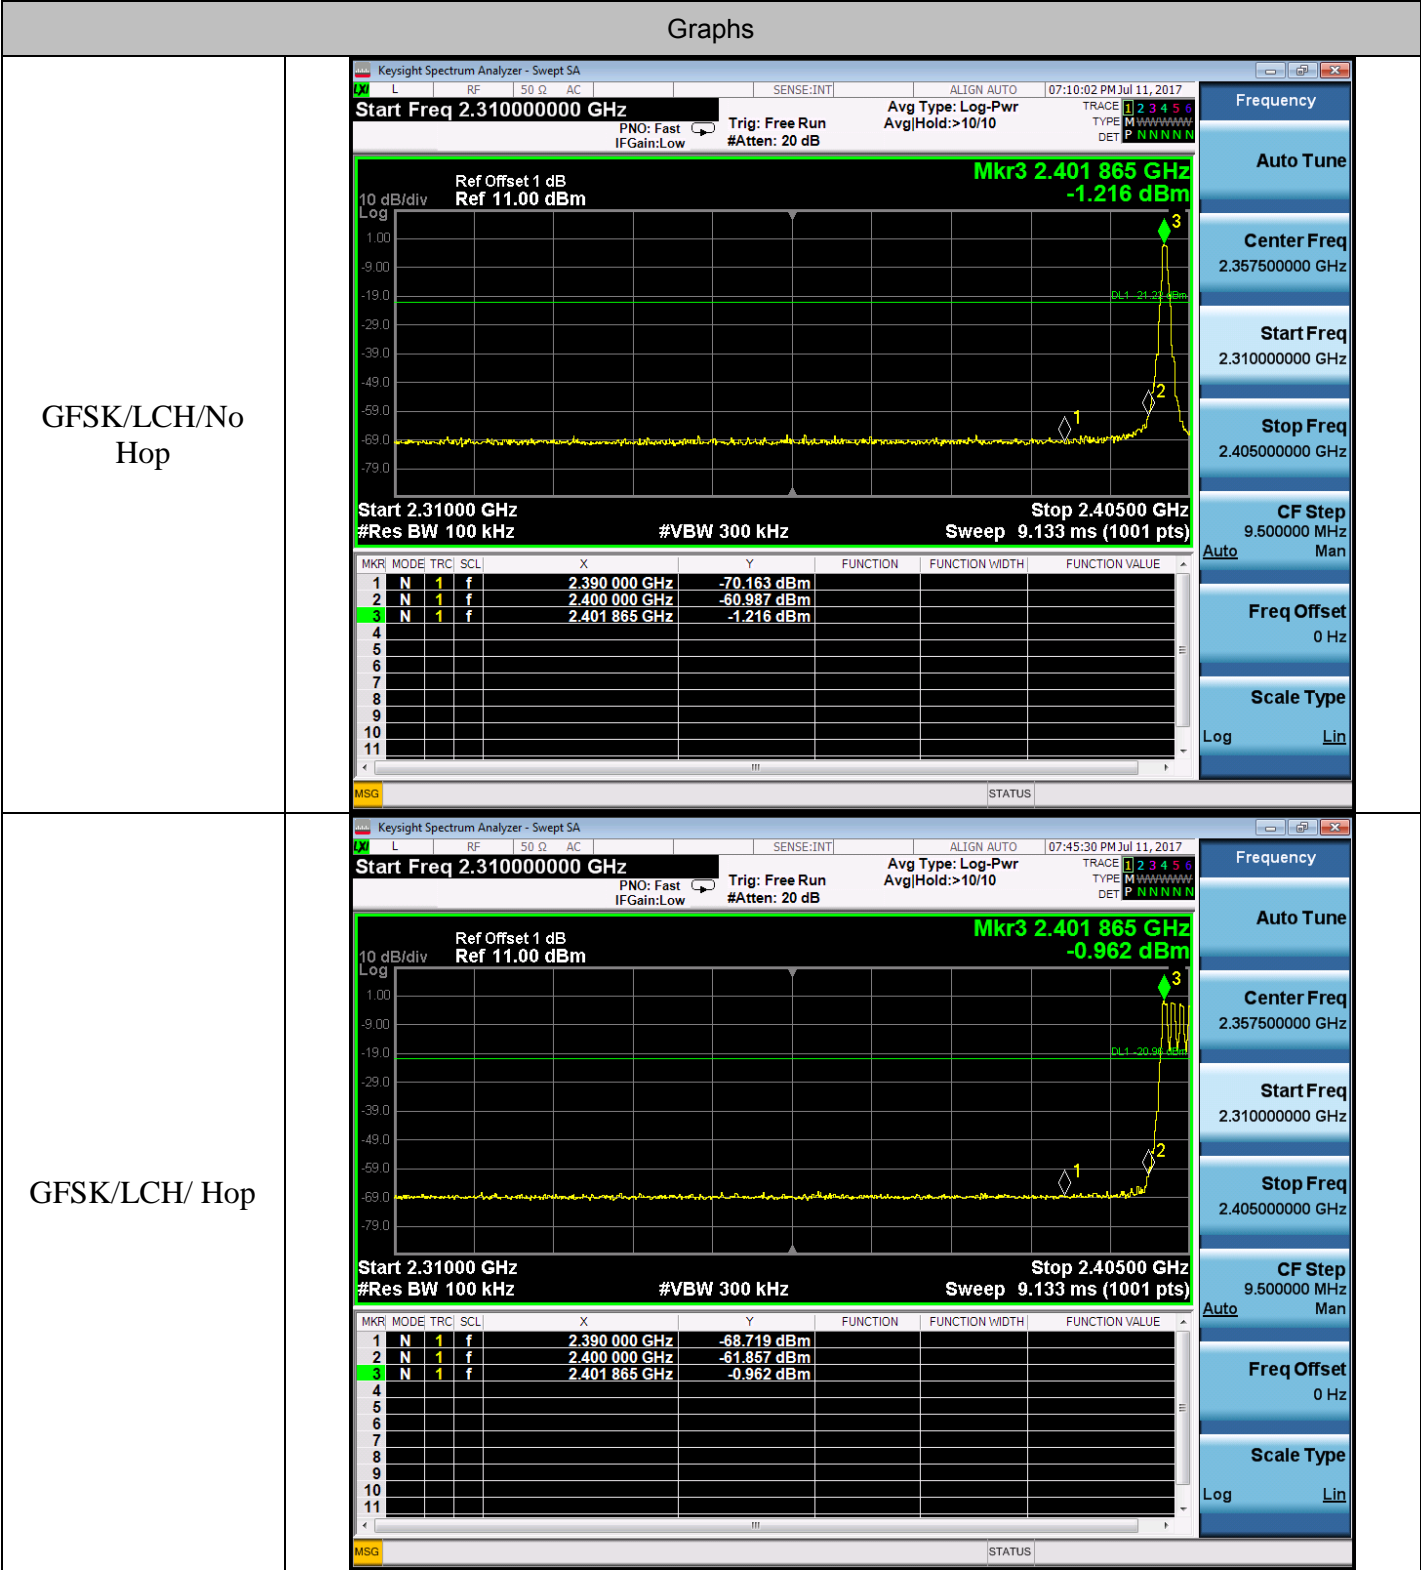 Graphs
GFSK/LCH/No
Hop
Keysight Spectrum Analyzer - Swept SA
LXI L RF 50 Ω AC SENSE:INT ALIGN AUTO 07:10:02 PM Jul 11, 2017
Start Freq 2.310000000 GHz
PNO: Fast
IFGain:Low
Trig: Free Run
#Atten: 20 dB
Avg Type: Log-Pwr
Avg|Hold:>10/10
TRACE 1 2 3 4 5 6
TYPE M WWWWW
DET P N N N N N
Mkr3 2.401 865 GHz
-1.216 dBm
Ref Offset 1 dB
10 dB/div Ref 11.00 dBm
Log
1.00
-9.00
-19.0
-29.0
-39.0
-49.0
-59.0
-69.0
-79.0
DL1 -21.22 dBm
3
2
1
Start 2.31000 GHz Stop 2.40500 GHz
#Res BW 100 kHz #VBW 300 kHz Sweep 9.133 ms (1001 pts)
MKR MODE TRC SCL X Y FUNCTION FUNCTION WIDTH FUNCTION VALUE
1 N 1 f 2.390 000 GHz -70.163 dBm
2 N 1 f 2.400 000 GHz -60.987 dBm
3 N 1 f 2.401 865 GHz -1.216 dBm
4
5
6
7
8
9
10
11
MSG STATUS
Frequency
Auto Tune
Center Freq
2.357500000 GHz
Start Freq
2.310000000 GHz
Stop Freq
2.405000000 GHz
CF Step
9.500000 MHz
Auto Man
Freq Offset
0 Hz
Scale Type
Log Lin
GFSK/LCH/ Hop
Keysight Spectrum Analyzer - Swept SA
LXI L RF 50 Ω AC SENSE:INT ALIGN AUTO 07:45:30 PM Jul 11, 2017
Start Freq 2.310000000 GHz
PNO: Fast
IFGain:Low
Trig: Free Run
#Atten: 20 dB
Avg Type: Log-Pwr
Avg|Hold:>10/10
TRACE 1 2 3 4 5 6
TYPE M WWWWW
DET P N N N N N
Mkr3 2.401 865 GHz
-0.962 dBm
Ref Offset 1 dB
10 dB/div Ref 11.00 dBm
Log
1.00
-9.00
-19.0
-29.0
-39.0
-49.0
-59.0
-69.0
-79.0
DL1 -20.96 dBm
3
2
1
Start 2.31000 GHz Stop 2.40500 GHz
#Res BW 100 kHz #VBW 300 kHz Sweep 9.133 ms (1001 pts)
MKR MODE TRC SCL X Y FUNCTION FUNCTION WIDTH FUNCTION VALUE
1 N 1 f 2.390 000 GHz -68.719 dBm
2 N 1 f 2.400 000 GHz -61.857 dBm
3 N 1 f 2.401 865 GHz -0.962 dBm
4
5
6
7
8
9
10
11
MSG STATUS
Frequency
Auto Tune
Center Freq
2.357500000 GHz
Start Freq
2.310000000 GHz
Stop Freq
2.405000000 GHz
CF Step
9.500000 MHz
Auto Man
Freq Offset
0 Hz
Scale Type
Log Lin